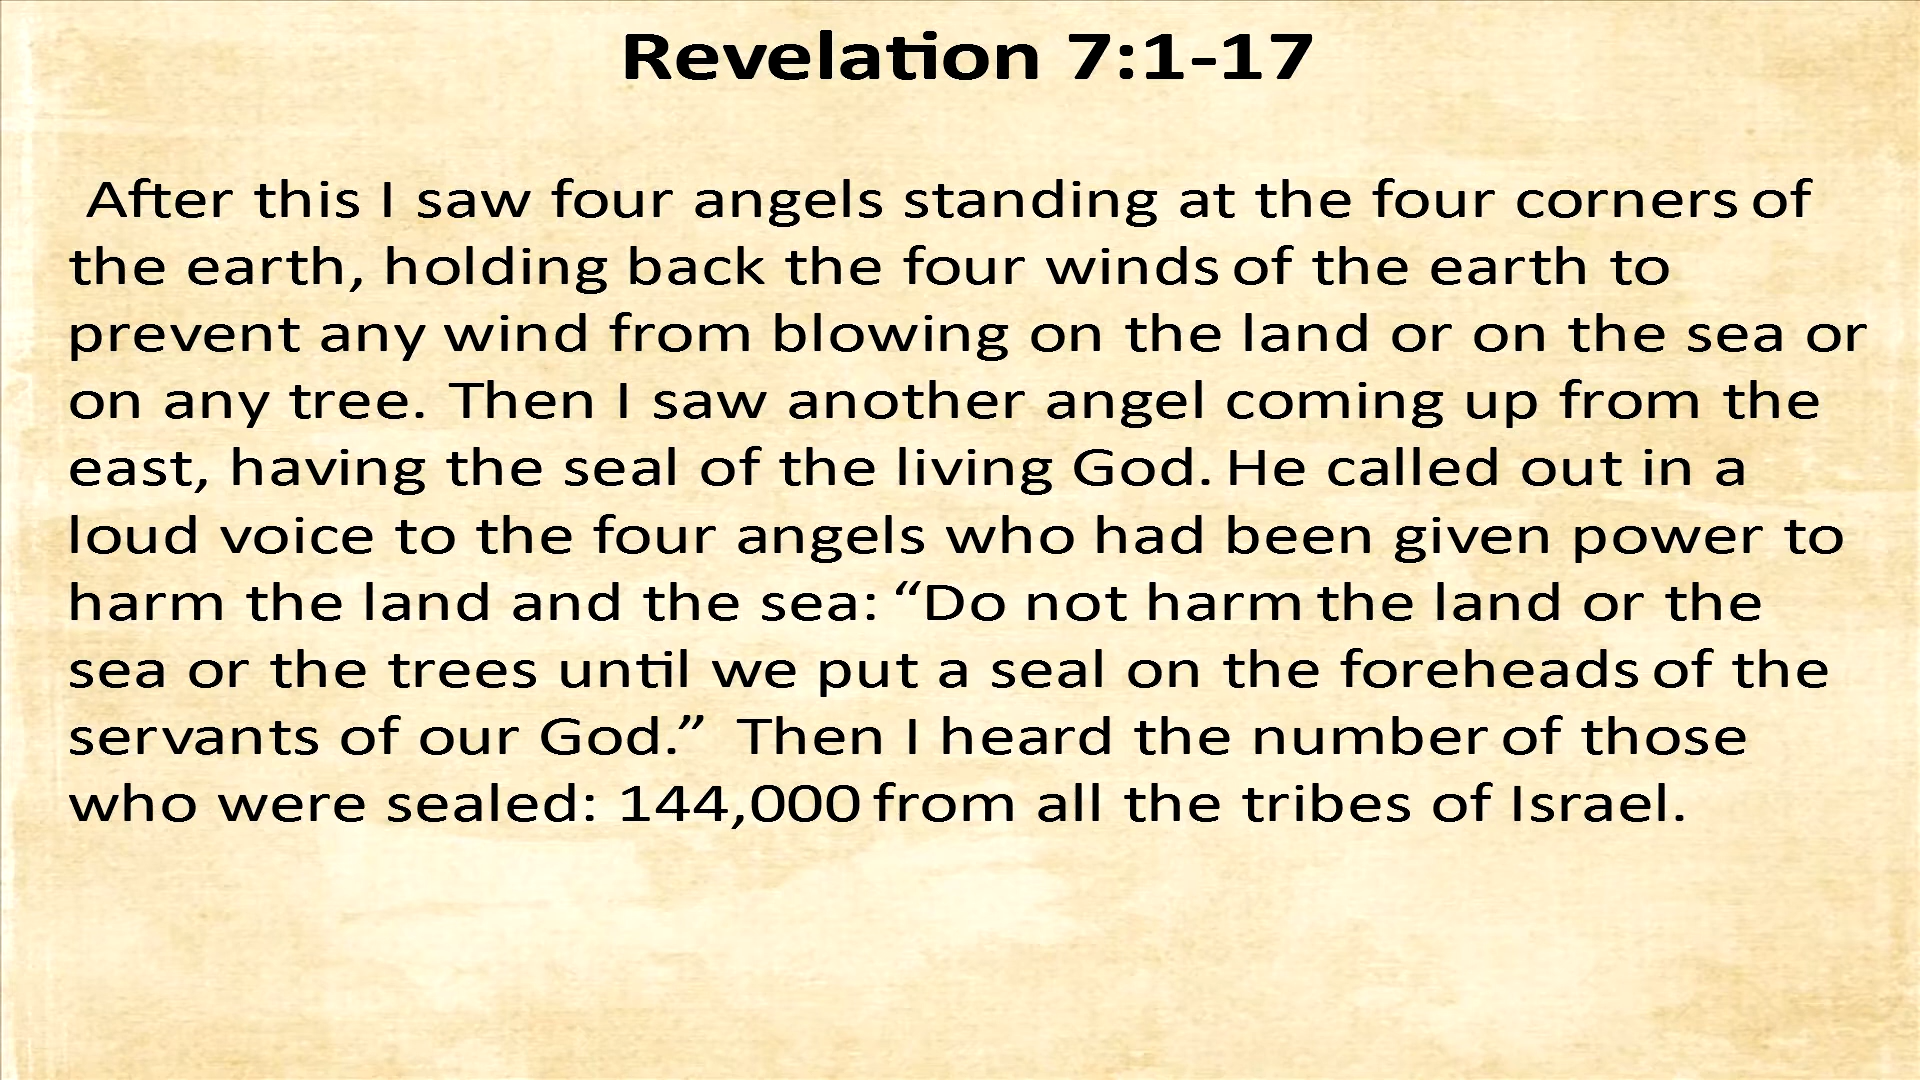 Revelation 7:1-17
After this I saw four angels standing at the four corners of
the earth, holding back the four winds of the earth to
prevent any wind from blowing on the land or on the sea or
on any tree. Then I saw another angel coming up from the
east, having the seal of the living God. He called out in a
loud voice to the four angels who had been given power to
harm the land and the sea: “Do not harm the land or the
sea or the trees until we put a seal on the foreheads of the
servants of our God.”  Then I heard the number of those
who were sealed: 144,000 from all the tribes of Israel.